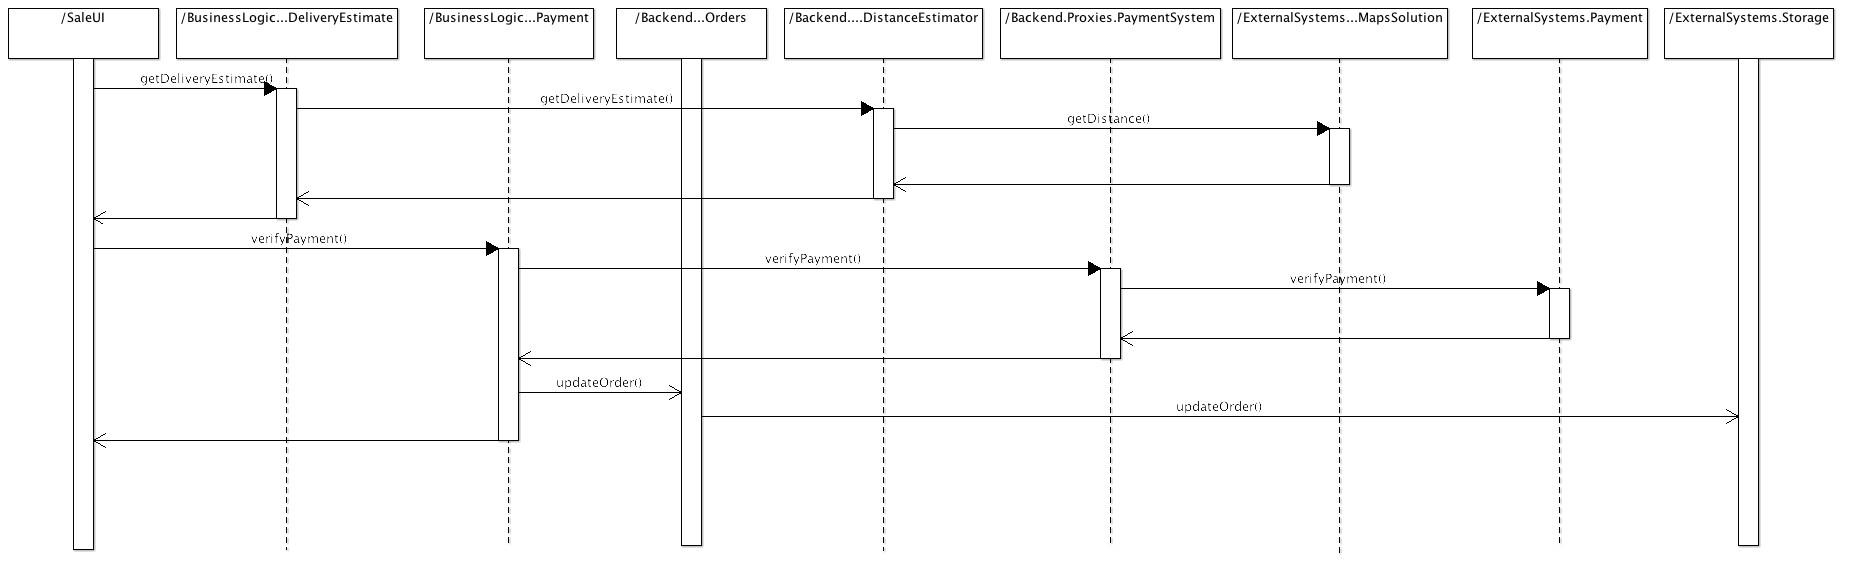 /SaleUI
/BusinessLogic...DeliveryEstimate
/BusinessLogic...Payment
/Backend...Orders
/Backend....DistanceEstimator
/Backend.Proxies.PaymentSystem
/ExternalSystems...MapsSolution
/ExternalSystems.Payment
/ExternalSystems.Storage
getDeliveryEstimate()
getDeliveryEstimate()
getDistance()
verifyPayment()
verifyPayment()
verifyPayment()
updateOrder()
updateOrder()